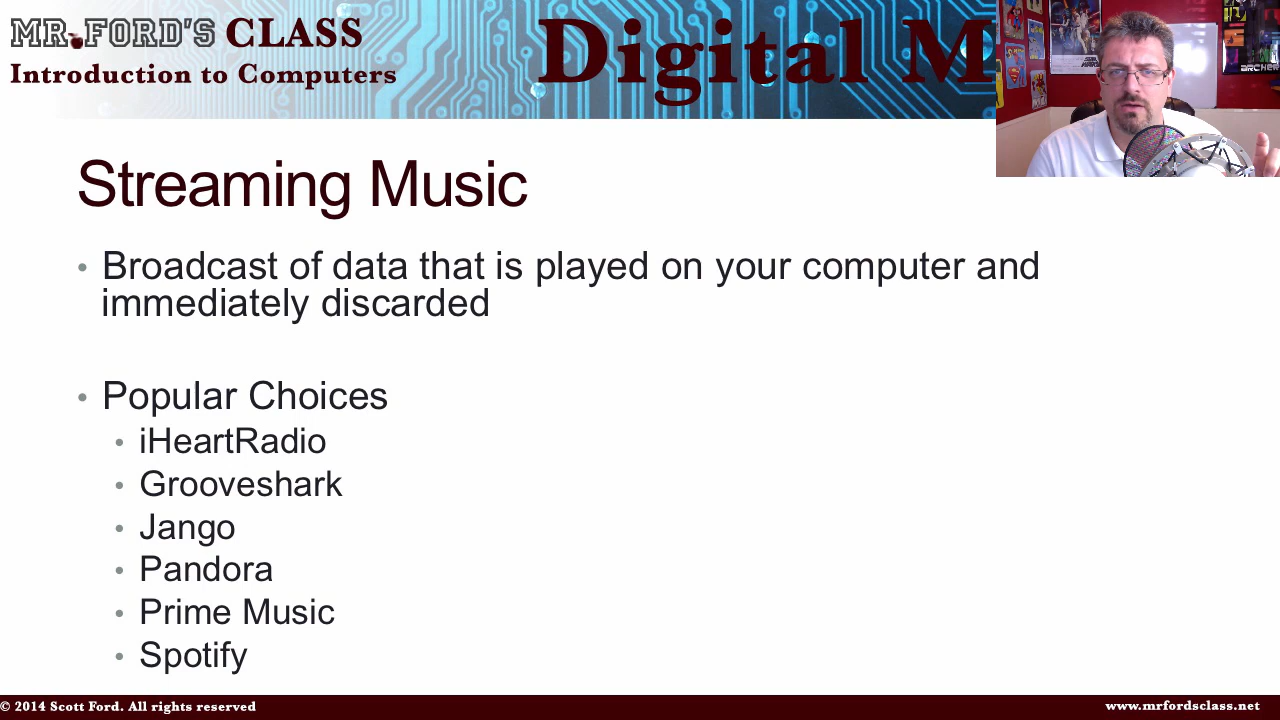 MR.FORD'S CLASS
Introduction to Computers
Digital M
Streaming Music
• Broadcast of data that is played on your computer and
immediately discarded
• Popular Choices
• iHeartRadio
• Grooveshark
• Jango
• Pandora
• Prime Music
• Spotify
© 2014 Scott Ford. All rights reserved
www.mrfordsclass.net